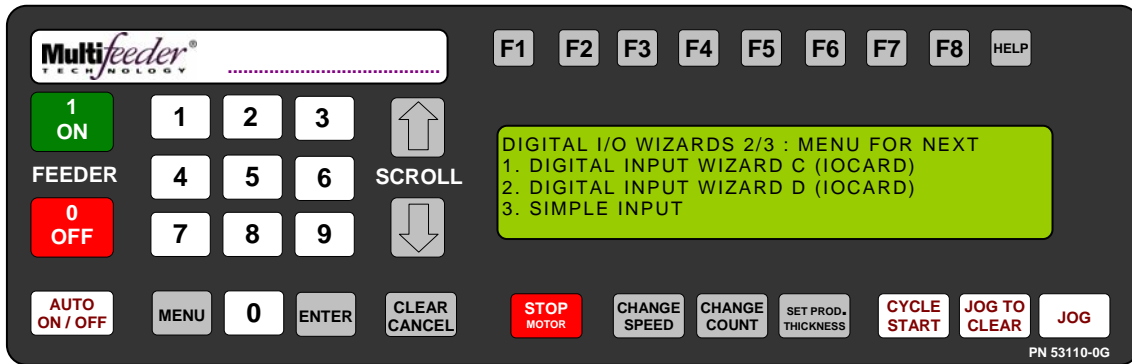 Multifeeder®
TECHNOLOGY
F1 F2 F3 F4 F5 F6 F7 F8 HELP
1
ON
1 2 3
FEEDER
4 5 6
SCROLL
0
OFF
7 8 9
DIGITAL I/O WIZARDS 2/3 : MENU FOR NEXT
1. DIGITAL INPUT WIZARD C (IOCARD)
2. DIGITAL INPUT WIZARD D (IOCARD)
3. SIMPLE INPUT
AUTO
ON / OFF
MENU 0 ENTER
CLEAR
CANCEL
STOP
MOTOR
CHANGE
SPEED
CHANGE
COUNT
SET PROD.
THICKNESS
CYCLE
START
JOG TO
CLEAR
JOG
PN 53110-0G